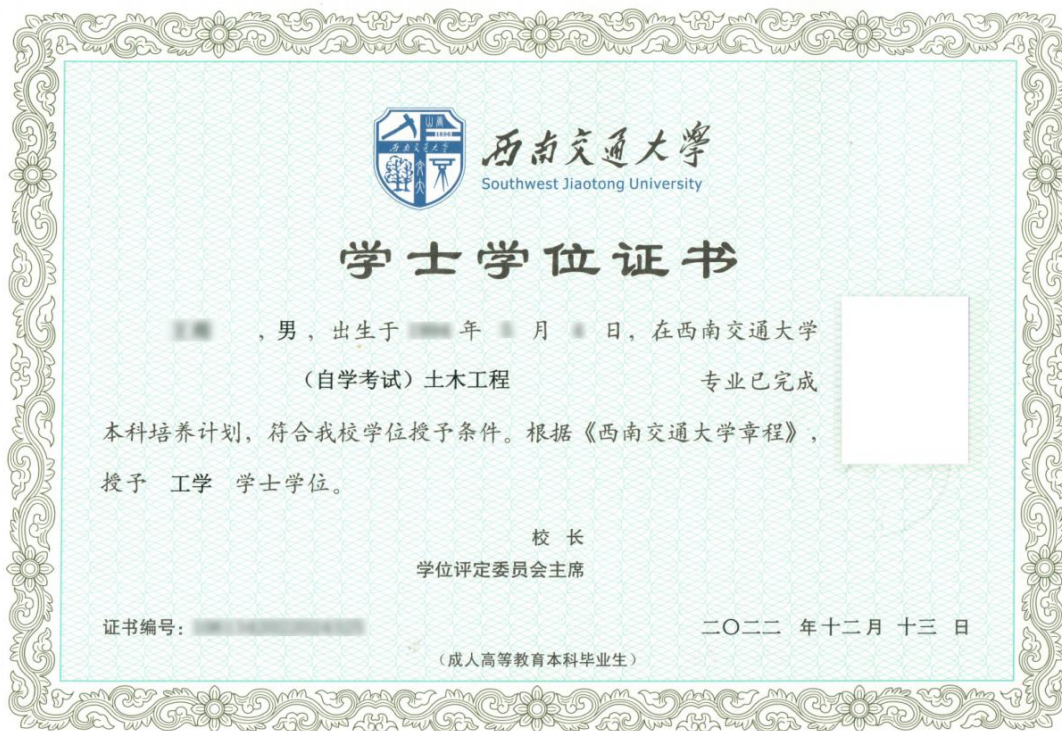 西南交通大學
Southwest Jiaotong University
学士学位证书
，男，出生于 年 月 日，在西南交通大学
（自学考试）土木工程 专业已完成
本科培养计划，符合我校学位授予条件。根据《西南交通大学章程》，
授予 工学 学士学位。
校 长
学位评定委员会主席
证书编号：
二〇二二 年十二月 十三 日
（成人高等教育本科毕业生）